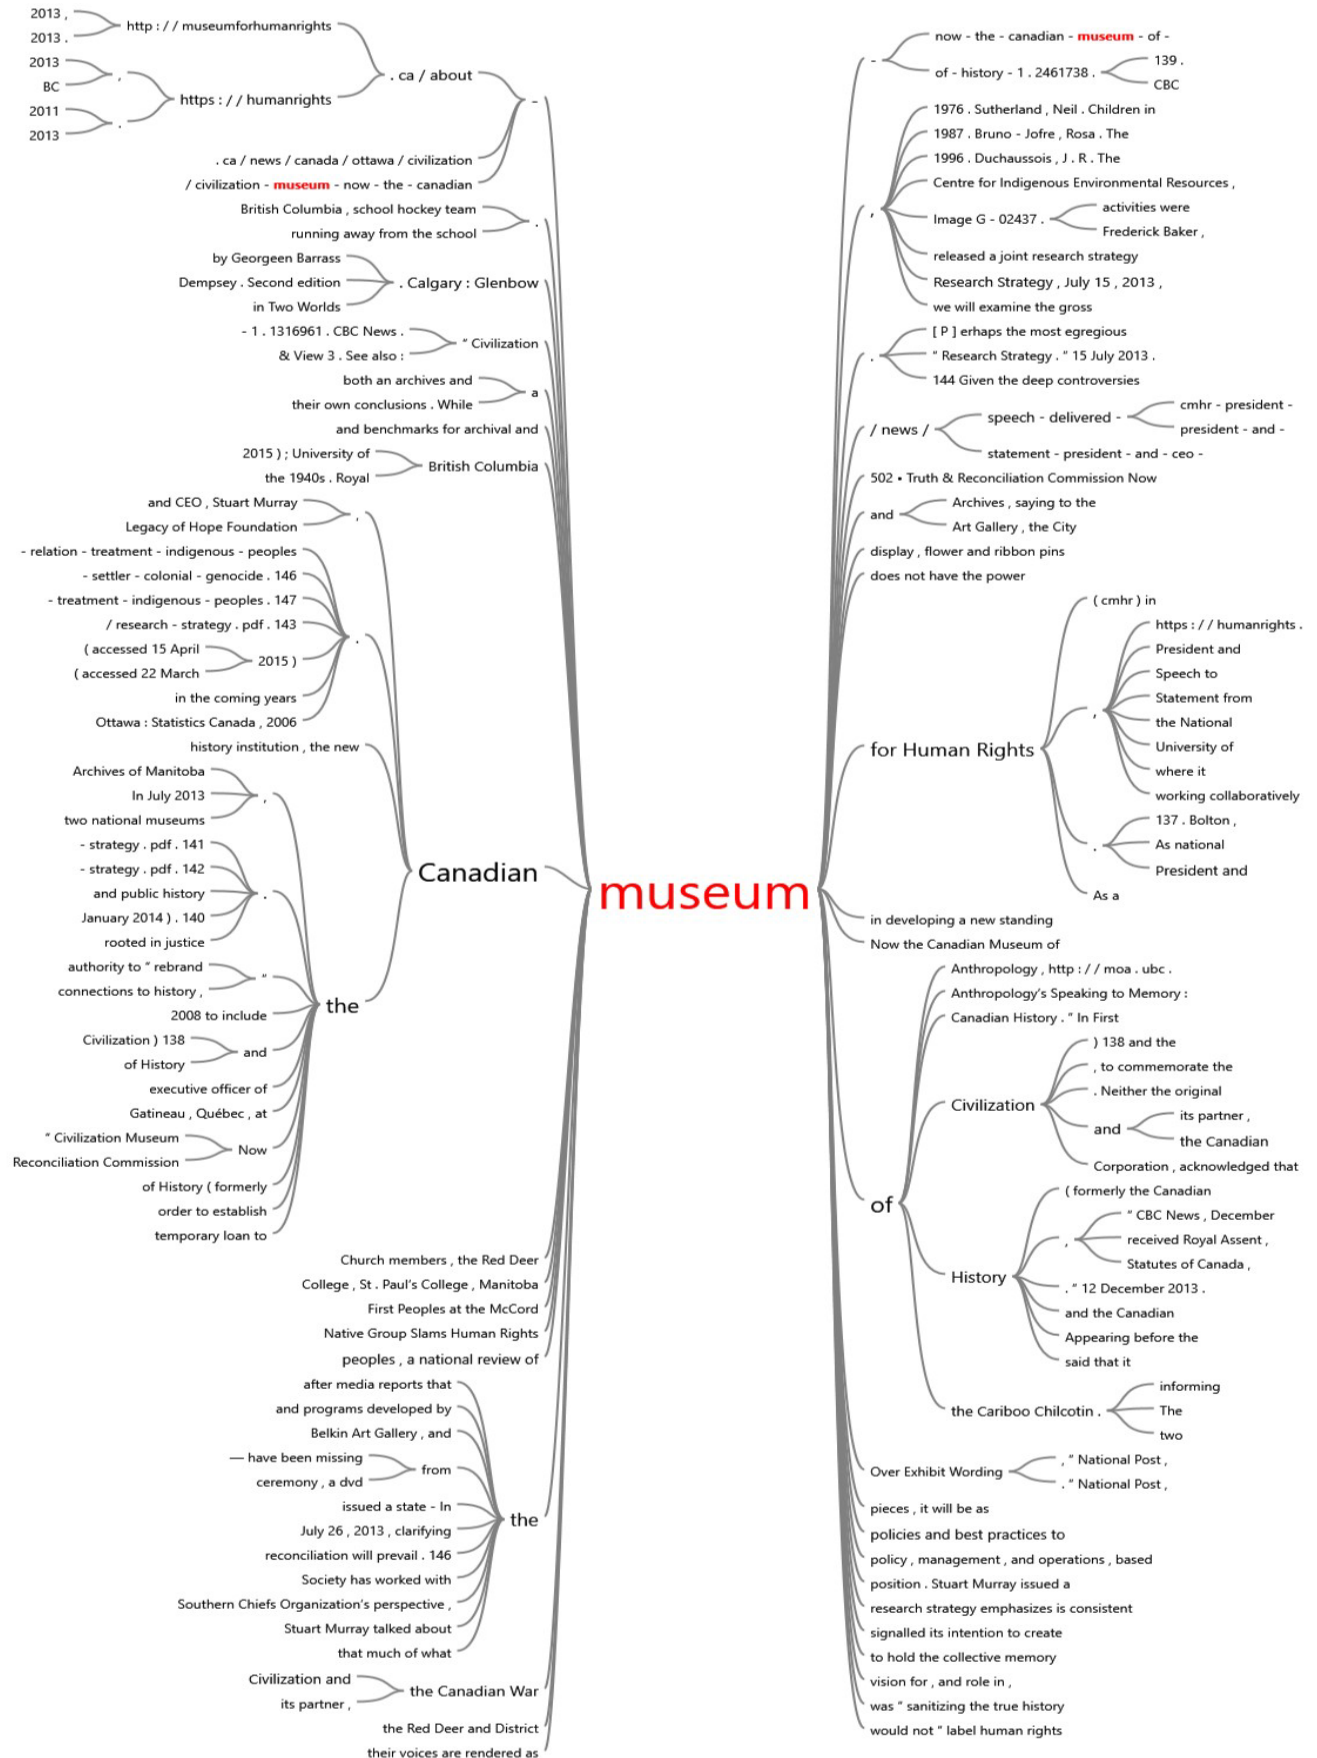 2013 ,
2013 .
http : / / museumforhumanrights
2013
BC
,
2011
2013
.
https : / / humanrights
. ca / about
. ca / news / canada / ottawa / civilization
/ civilization - museum - now - the - canadian
-
British Columbia , school hockey team
running away from the school
.
by Georgeen Barrass
Dempsey . Second edition
in Two Worlds
. Calgary : Glenbow
- 1 . 1316961 . CBC News .
& View 3 . See also :
" Civilization
both an archives and
their own conclusions . While
a
and benchmarks for archival and
2015 ) ; University of
the 1940s . Royal
British Columbia
and CEO , Stuart Murray
Legacy of Hope Foundation
,
- relation - treatment - indigenous - peoples
- settler - colonial - genocide . 146
- treatment - indigenous - peoples . 147
/ research - strategy . pdf . 143
( accessed 15 April
( accessed 22 March
2015 )
in the coming years
Ottawa : Statistics Canada , 2006
.
history institution , the new
Archives of Manitoba
In July 2013
two national museums
,
- strategy . pdf . 141
- strategy . pdf . 142
and public history
January 2014 ) . 140
rooted in justice
.
authority to " rebrand
connections to history ,
"
2008 to include
Civilization ) 138
of History
and
executive officer of
Gatineau , Québec , at
" Civilization Museum
Reconciliation Commission
Now
of History ( formerly
order to establish
temporary loan to
the
Canadian
Church members , the Red Deer
College , St . Paul's College , Manitoba
First Peoples at the McCord
Native Group Slams Human Rights
peoples , a national review of
after media reports that
and programs developed by
Belkin Art Gallery , and
— have been missing
ceremony , a dvd
from
issued a state - In
July 26 , 2013 , clarifying
reconciliation will prevail . 146
Society has worked with
Southern Chiefs Organization's perspective ,
Stuart Murray talked about
that much of what
the
Civilization and
its partner ,
the Canadian War
the Red Deer and District
their voices are rendered as
museum
-
now - the - canadian - museum - of -
of - history - 1 . 2461738 .
139 .
CBC
,
1976 . Sutherland , Neil . Children in
1987 . Bruno - Jofre , Rosa . The
1996 . Duchaussois , J . R . The
Centre for Indigenous Environmental Resources ,
Image G - 02437 .
activities were
Frederick Baker ,
released a joint research strategy
Research Strategy , July 15 , 2013 ,
we will examine the gross
.
[ P ] erhaps the most egregious
" Research Strategy . " 15 July 2013 .
144 Given the deep controversies
/ news /
speech - delivered -
cmhr - president -
president - and -
statement - president - and - ceo -
502 • Truth & Reconciliation Commission Now
and
Archives , saying to the
Art Gallery , the City
display , flower and ribbon pins
does not have the power
for Human Rights
( cmhr ) in
,
https : / / humanrights .
President and
Speech to
Statement from
the National
University of
where it
working collaboratively
.
137 . Bolton ,
As national
President and
As a
in developing a new standing
Now the Canadian Museum of
of
Anthropology , http : / / moa . ubc .
Anthropology's Speaking to Memory :
Canadian History . " In First
Civilization
) 138 and the
, to commemorate the
. Neither the original
and
its partner ,
the Canadian
Corporation , acknowledged that
History
( formerly the Canadian
,
" CBC News , December
received Royal Assent ,
Statutes of Canada ,
. " 12 December 2013 .
and the Canadian
Appearing before the
said that it
the Cariboo Chilcotin .
informing
The
two
Over Exhibit Wording
, " National Post ,
. " National Post ,
pieces , it will be as
policies and best practices to
policy , management , and operations , based
position . Stuart Murray issued a
research strategy emphasizes is consistent
signalled its intention to create
to hold the collective memory
vision for , and role in ,
was " sanitizing the true history
would not " label human rights